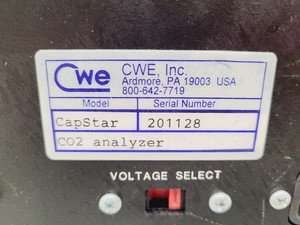 Cwe
CWE, Inc.
Ardmore, PA 19003 USA
800-642-7719
Model Serial Number
CapStar 201128
CO2 analyzer
VOLTAGE SELECT